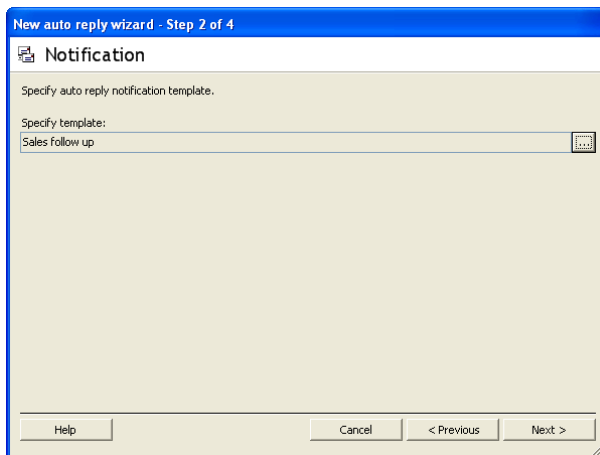 New auto reply wizard - Step 2 of 4
Notification
Specify auto reply notification template.
Specify template:
Sales follow up
...
Help
Cancel
< Previous
Next >